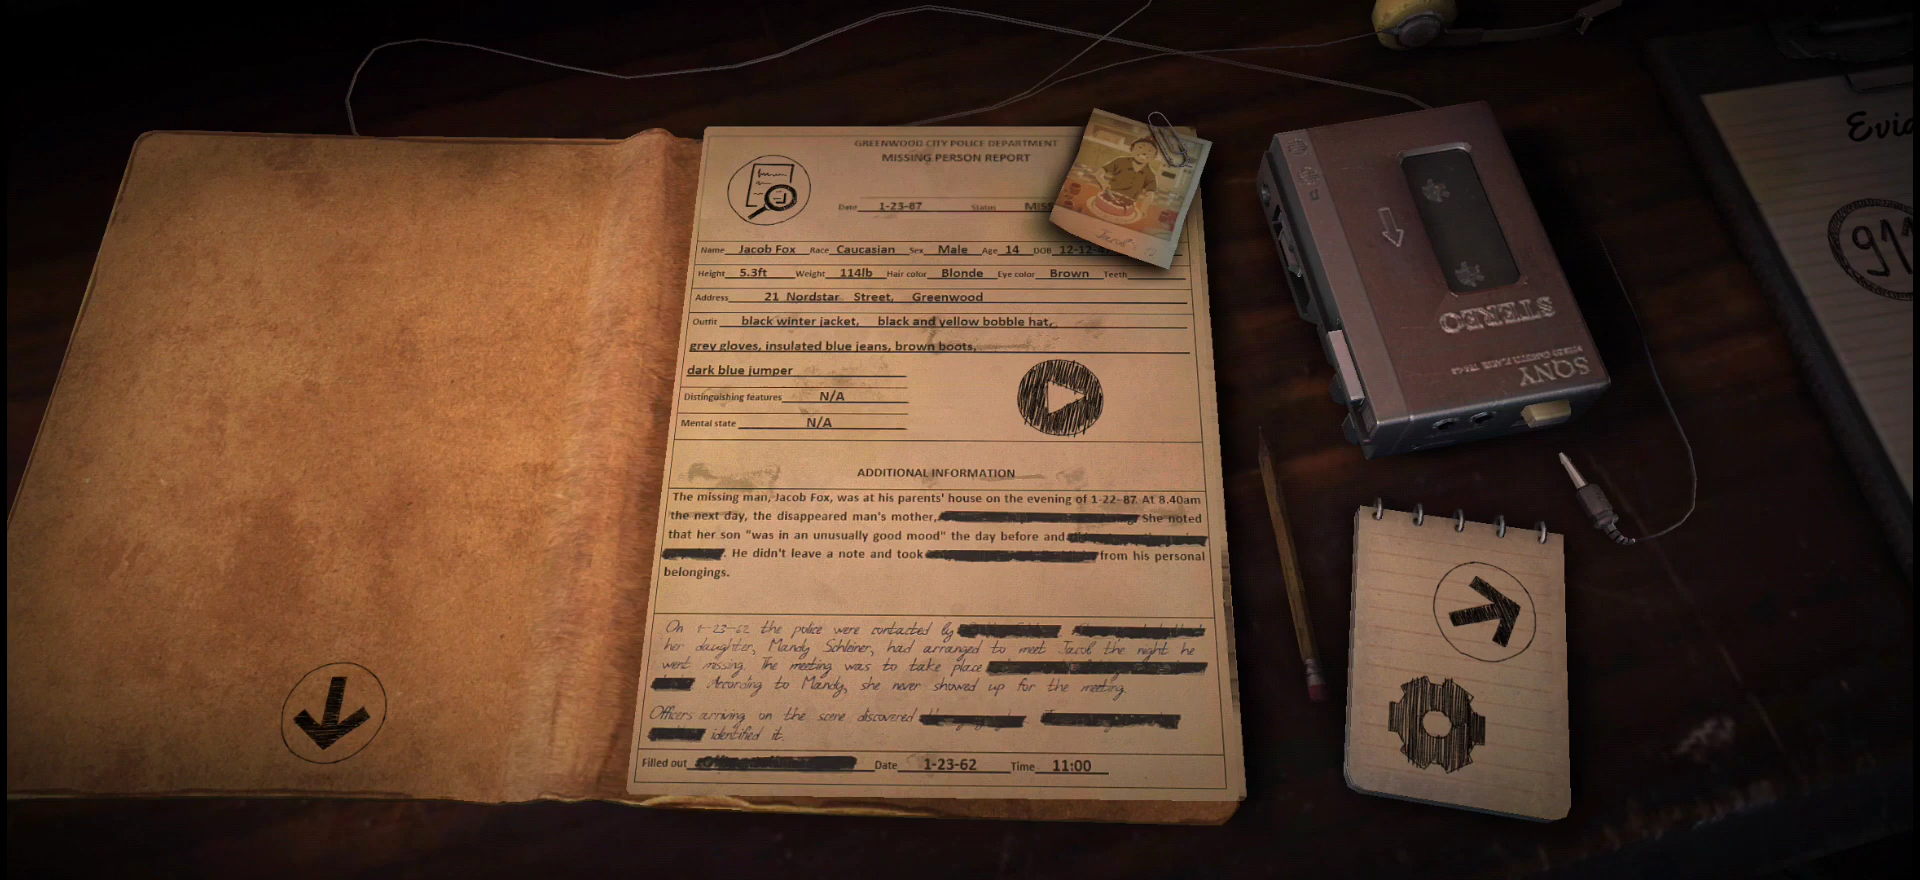 GREENWOOD CITY POLICE DEPARTMENT
MISSING PERSON REPORT
Date 1-23-87 Status MISS
Name Jacob Fox Race Caucasian Sex Male Age 14 DOB 12-12-
Height 5.3ft Weight 114lb Hair color Blonde Eye color Brown Teeth
Address 21 Nordstar Street, Greenwood
Outfit black winter jacket, black and yellow bobble hat,
grey gloves, insulated blue jeans, brown boots,
dark blue jumper
Distinguishing features N/A
Mental state N/A
ADDITIONAL INFORMATION
The missing man, Jacob Fox, was at his parents' house on the evening of 1-22-87. At 8.40am
the next day, the disappeared man's mother, She noted
that her son "was in an unusually good mood" the day before and
. He didn't leave a note and took from his personal
belongings.
On 1-23-62 the police were contacted by
her daughter, Mandy Schleiner, had arranged to meet Jacob the night he
went missing. The meeting was to take place
According to Mandy, she never showed up for the meeting.
Officers arriving on the scene discovered
identified it.
Filled out Date 1-23-62 Time 11:00
STEREO
SQNY
Evid
911